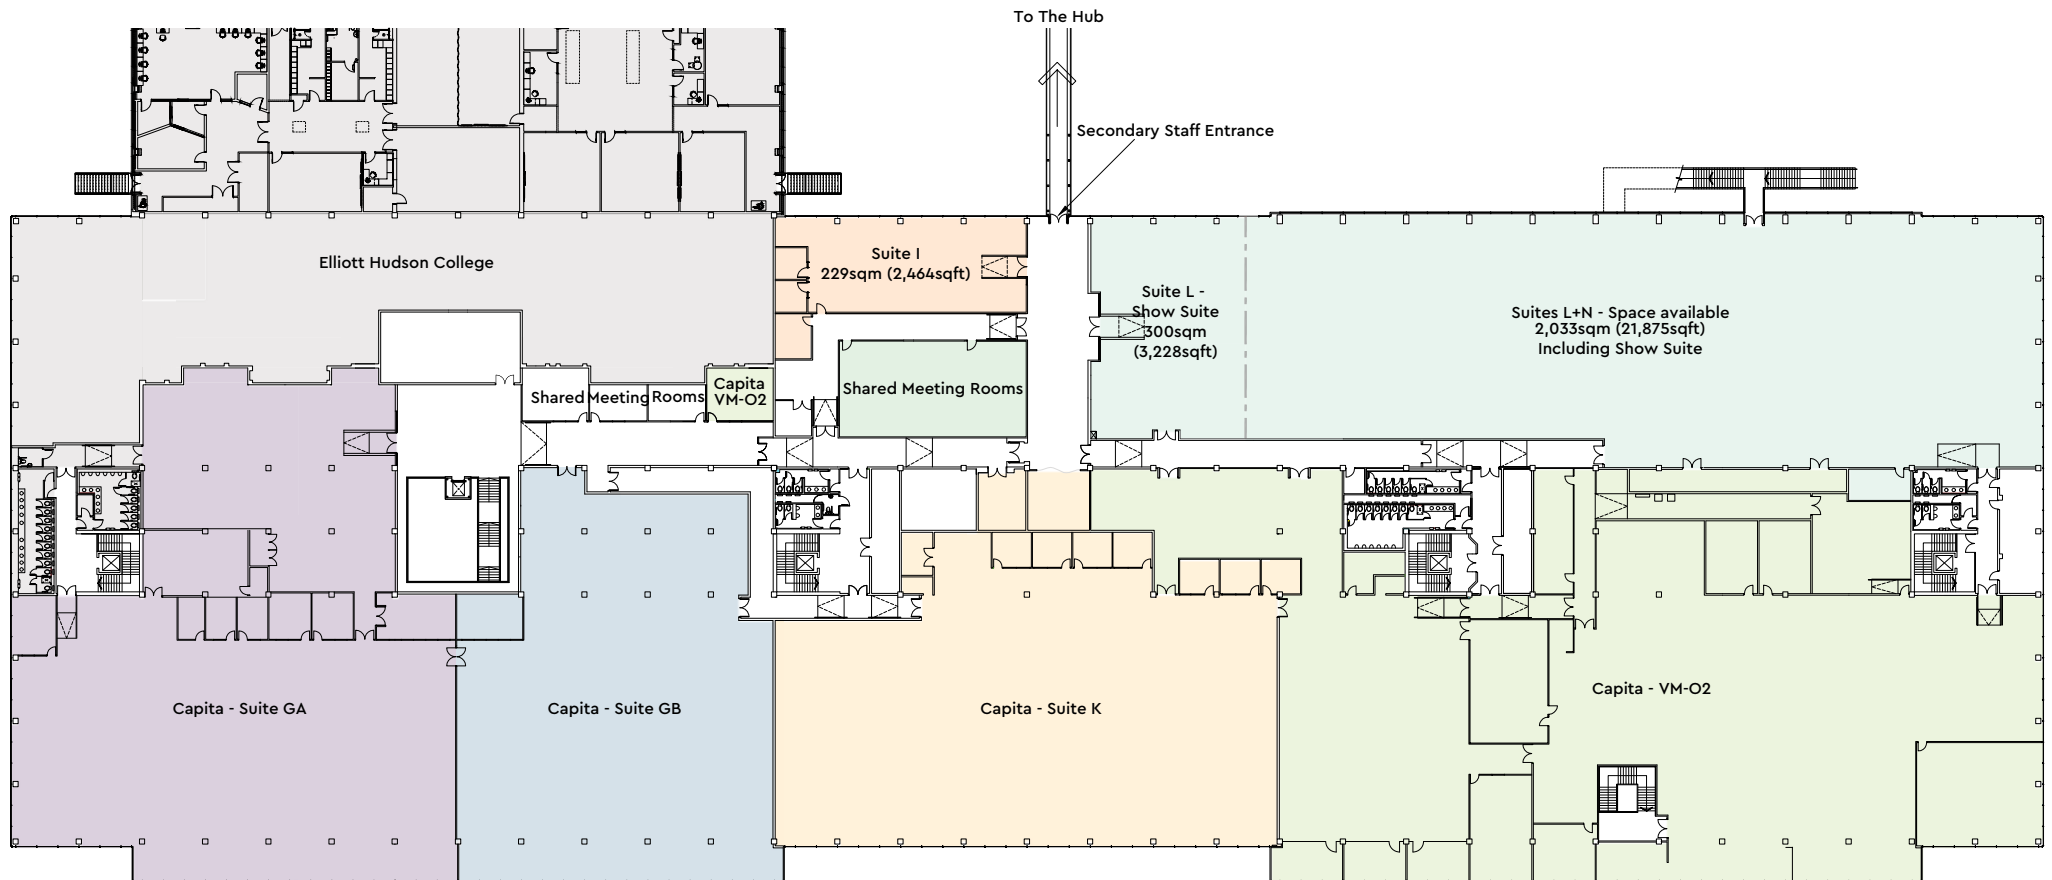 To The Hub
Secondary Staff Entrance
Elliott Hudson College
Suite I
229sqm (2,464sqft)
Suite L -
Show Suite
300sqm
(3,228sqft)
Suites L+N - Space available
2,033sqm (21,875sqft)
Including Show Suite
Shared Meeting Rooms
Capita
VM-O2
Shared Meeting Rooms
Capita - Suite GA
Capita - Suite GB
Capita - Suite K
Capita - VM-O2